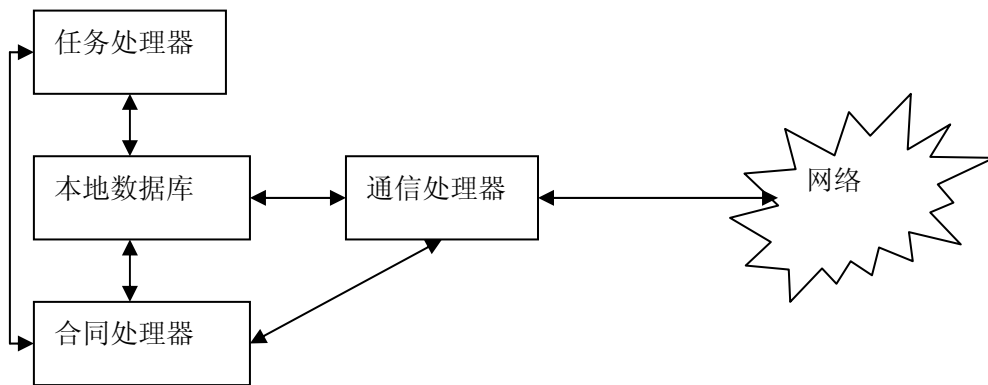 任务处理器
本地数据库
通信处理器
网络
合同处理器